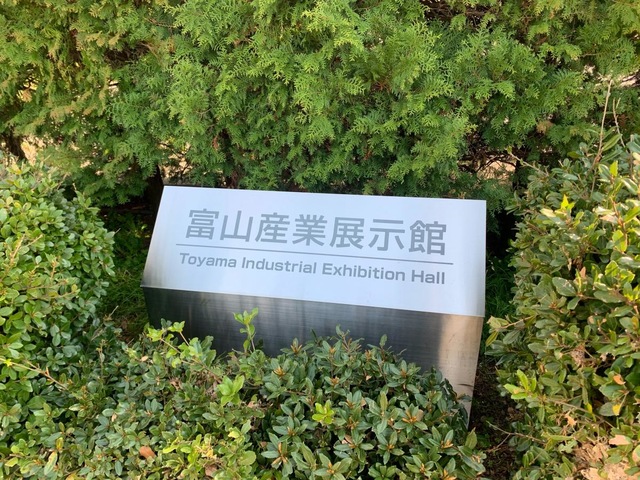 富山産業展示館
Toyama Industrial Exhibition Hall